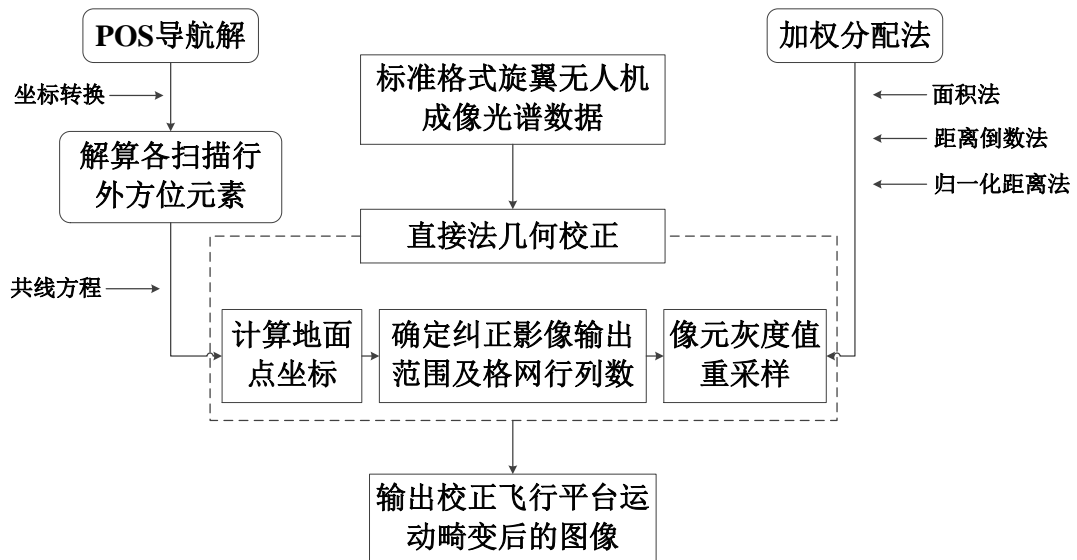 POS导航解
加权分配法
标准格式旋翼无人机
成像光谱数据
坐标转换
面积法
距离倒数法
归一化距离法
解算各扫描行
外方位元素
直接法几何校正
共线方程
计算地面
点坐标
确定纠正影像输出
范围及格网行列数
像元灰度值
重采样
输出校正飞行平台运
动畸变后的图像